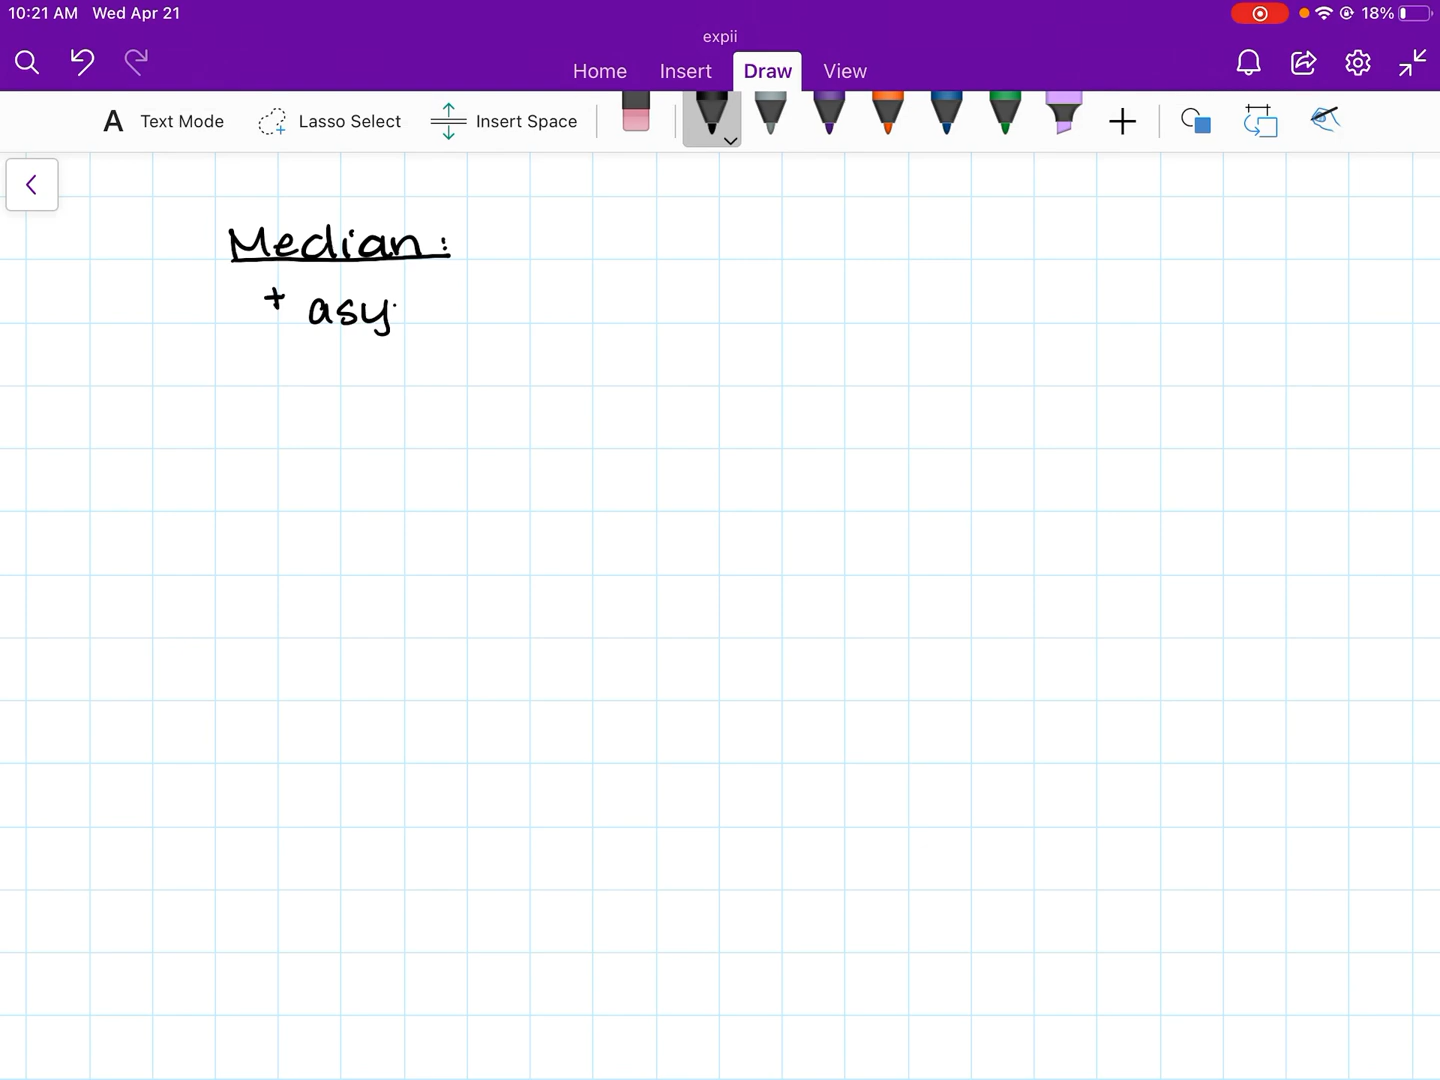 10:21 AM Wed Apr 21
18%
expii
Home Insert Draw View
A Text Mode Lasso Select Insert Space
Median:
+ asy